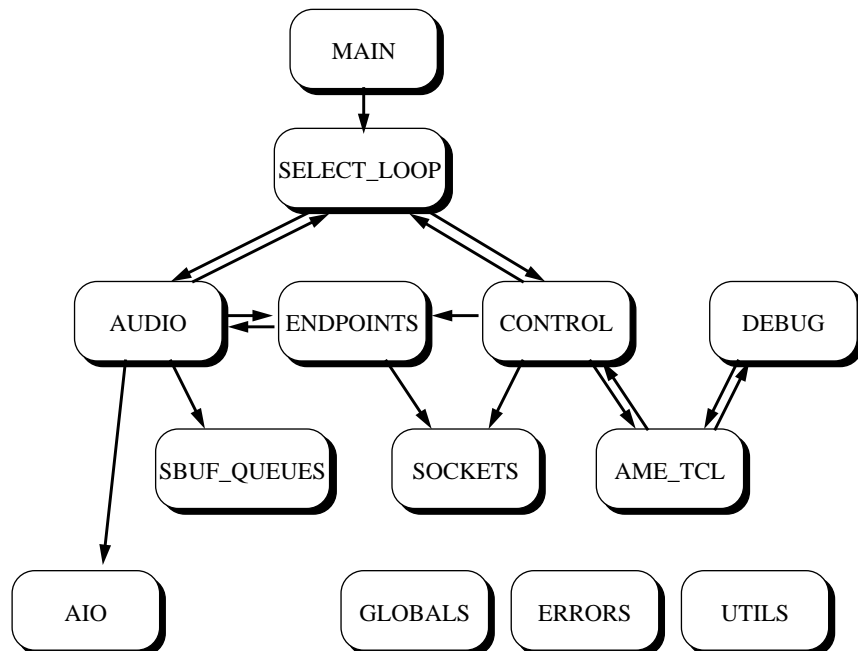 MAIN
SELECT_LOOP
AUDIO
ENDPOINTS
CONTROL
DEBUG
SBUF_QUEUES
SOCKETS
AME_TCL
AIO
GLOBALS
ERRORS
UTILS